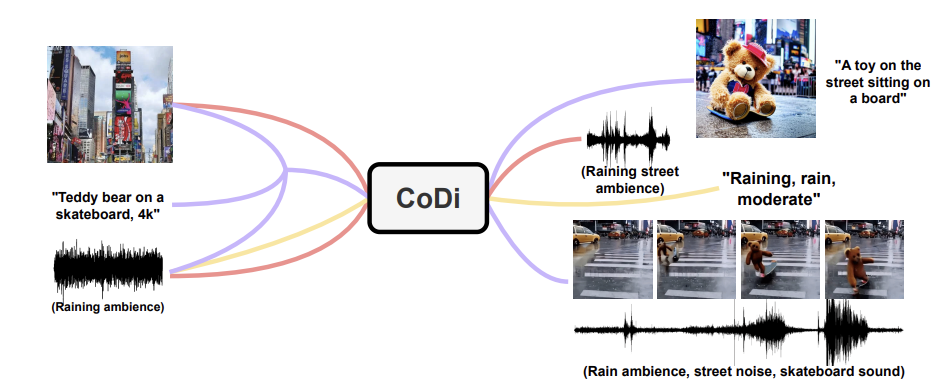 "Teddy bear on a
skateboard, 4k"
(Raining ambience)
CoDi
"A toy on the
street sitting on
a board"
(Raining street
ambience)
"Raining, rain,
moderate"
(Rain ambience, street noise, skateboard sound)